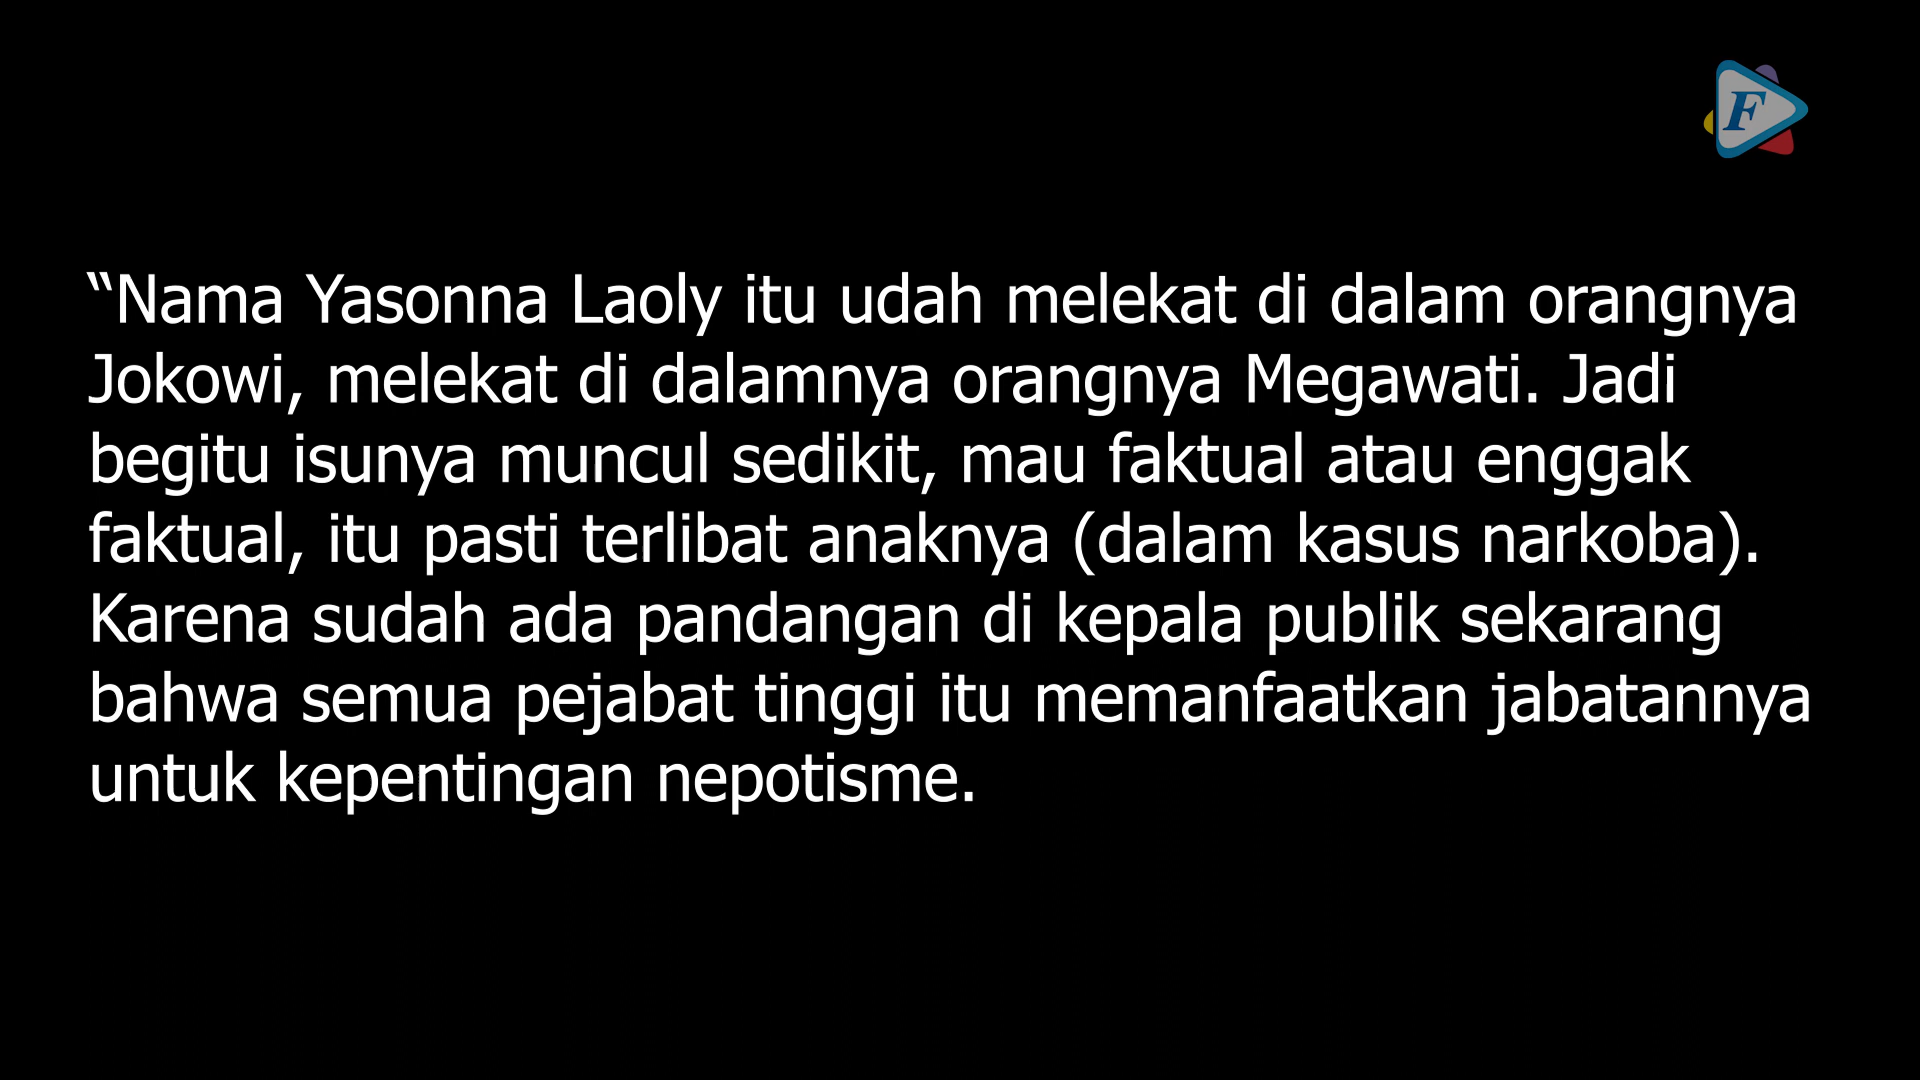 F
“Nama Yasonna Laoly itu udah melekat di dalam orangnya
Jokowi, melekat di dalamnya orangnya Megawati. Jadi
begitu isunya muncul sedikit, mau faktual atau enggak
faktual, itu pasti terlibat anaknya (dalam kasus narkoba).
Karena sudah ada pandangan di kepala publik sekarang
bahwa semua pejabat tinggi itu memanfaatkan jabatannya
untuk kepentingan nepotisme.